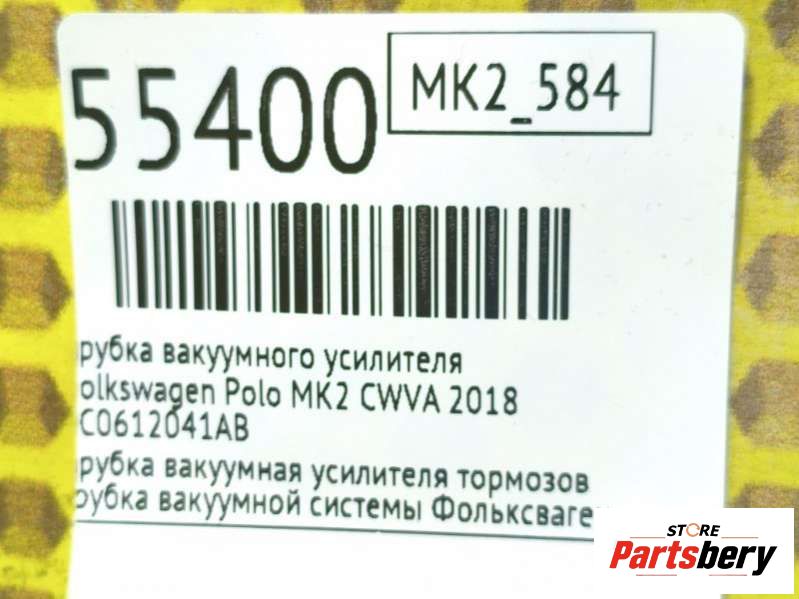 55400
MK2_584
рубка вакуумного усилителя
olkswagen Polo MK2 CWVA 2018
C0612041AB
рубка вакуумная усилителя тормозов
рубка вакуумной системы Фольксваге
STORE
Partsbery